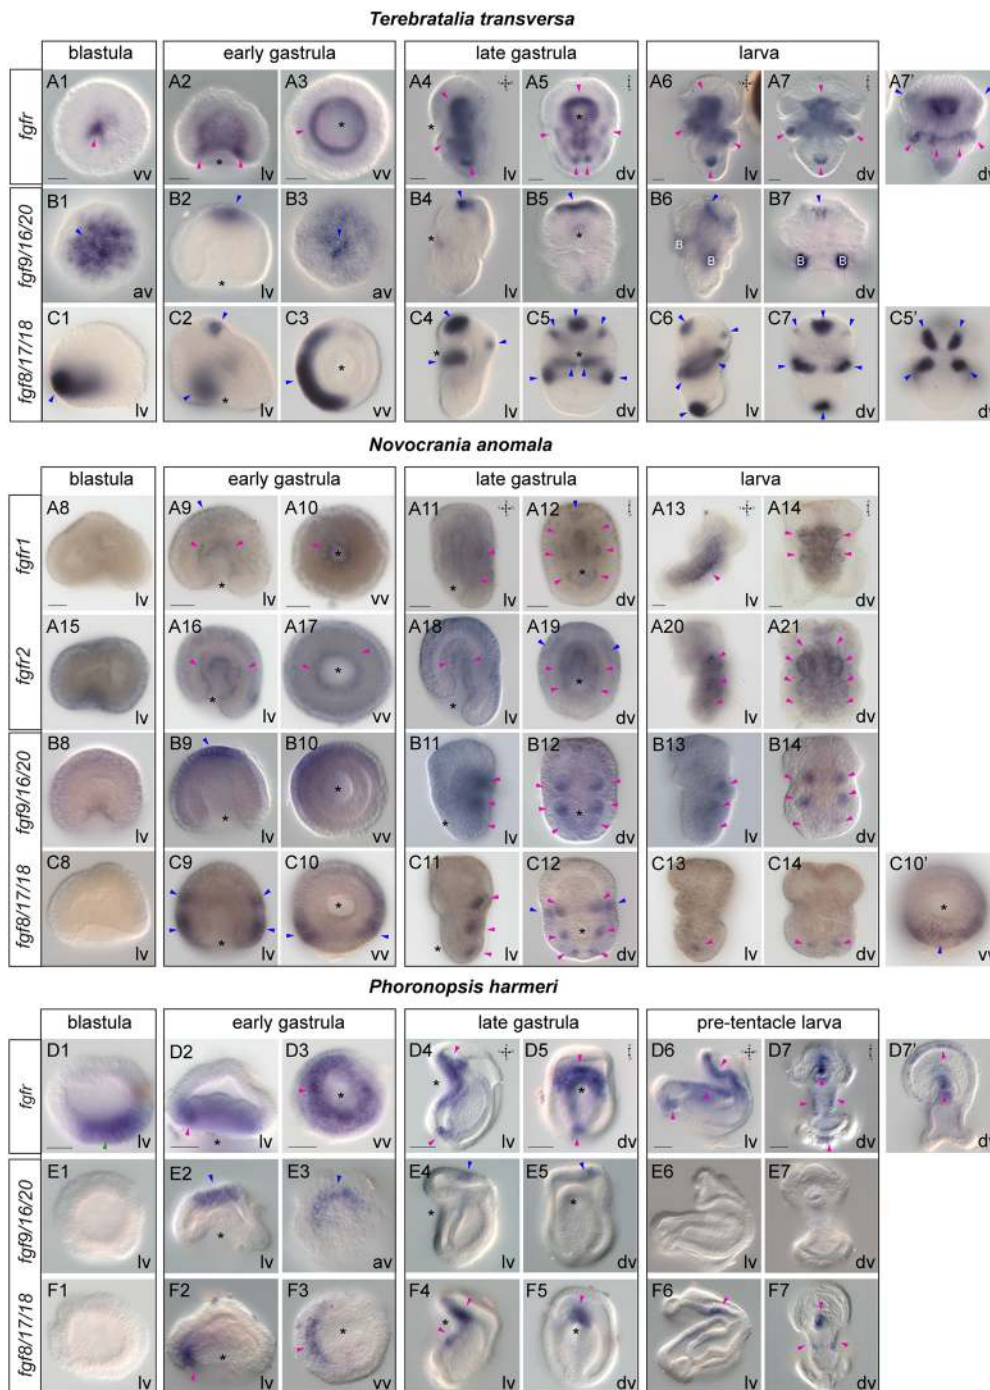 Terebratalia transversa
blastula early gastrula late gastrula larva
fgfr
A1 A2 A3 A4 A5 A6 A7 A7'
* * * *
vv lv vv lv dv lv dv dv
fgf9/16/20
B1 B2 B3 B4 B5 B6 B7
* * * B B B B
av lv av lv dv lv dv
fgf8/17/18
C1 C2 C3 C4 C5 C6 C7 C5'
* * * *
lv lv vv lv dv lv dv dv
Novocrania anomala
blastula early gastrula late gastrula larva
fgfr1
A8 A9 A10 A11 A12 A13 A14
* * * *
lv lv vv lv dv lv dv
fgfr2
A15 A16 A17 A18 A19 A20 A21
* * * *
lv lv vv lv dv lv dv
fgf9/16/20
B8 B9 B10 B11 B12 B13 B14
* * * *
lv lv vv lv dv lv dv
fgf8/17/18
C8 C9 C10 C11 C12 C13 C14 C10'
* * * * *
lv lv vv lv dv lv dv vv
Phoronopsis harmeri
blastula early gastrula late gastrula pre-tentacle larva
fgfr
D1 D2 D3 D4 D5 D6 D7 D7'
* * * *
lv lv vv lv dv lv dv dv
fgf9/16/20
E1 E2 E3 E4 E5 E6 E7
* * *
lv lv av lv dv lv dv
fgf8/17/18
F1 F2 F3 F4 F5 F6 F7
* * * *
lv lv vv lv dv lv dv